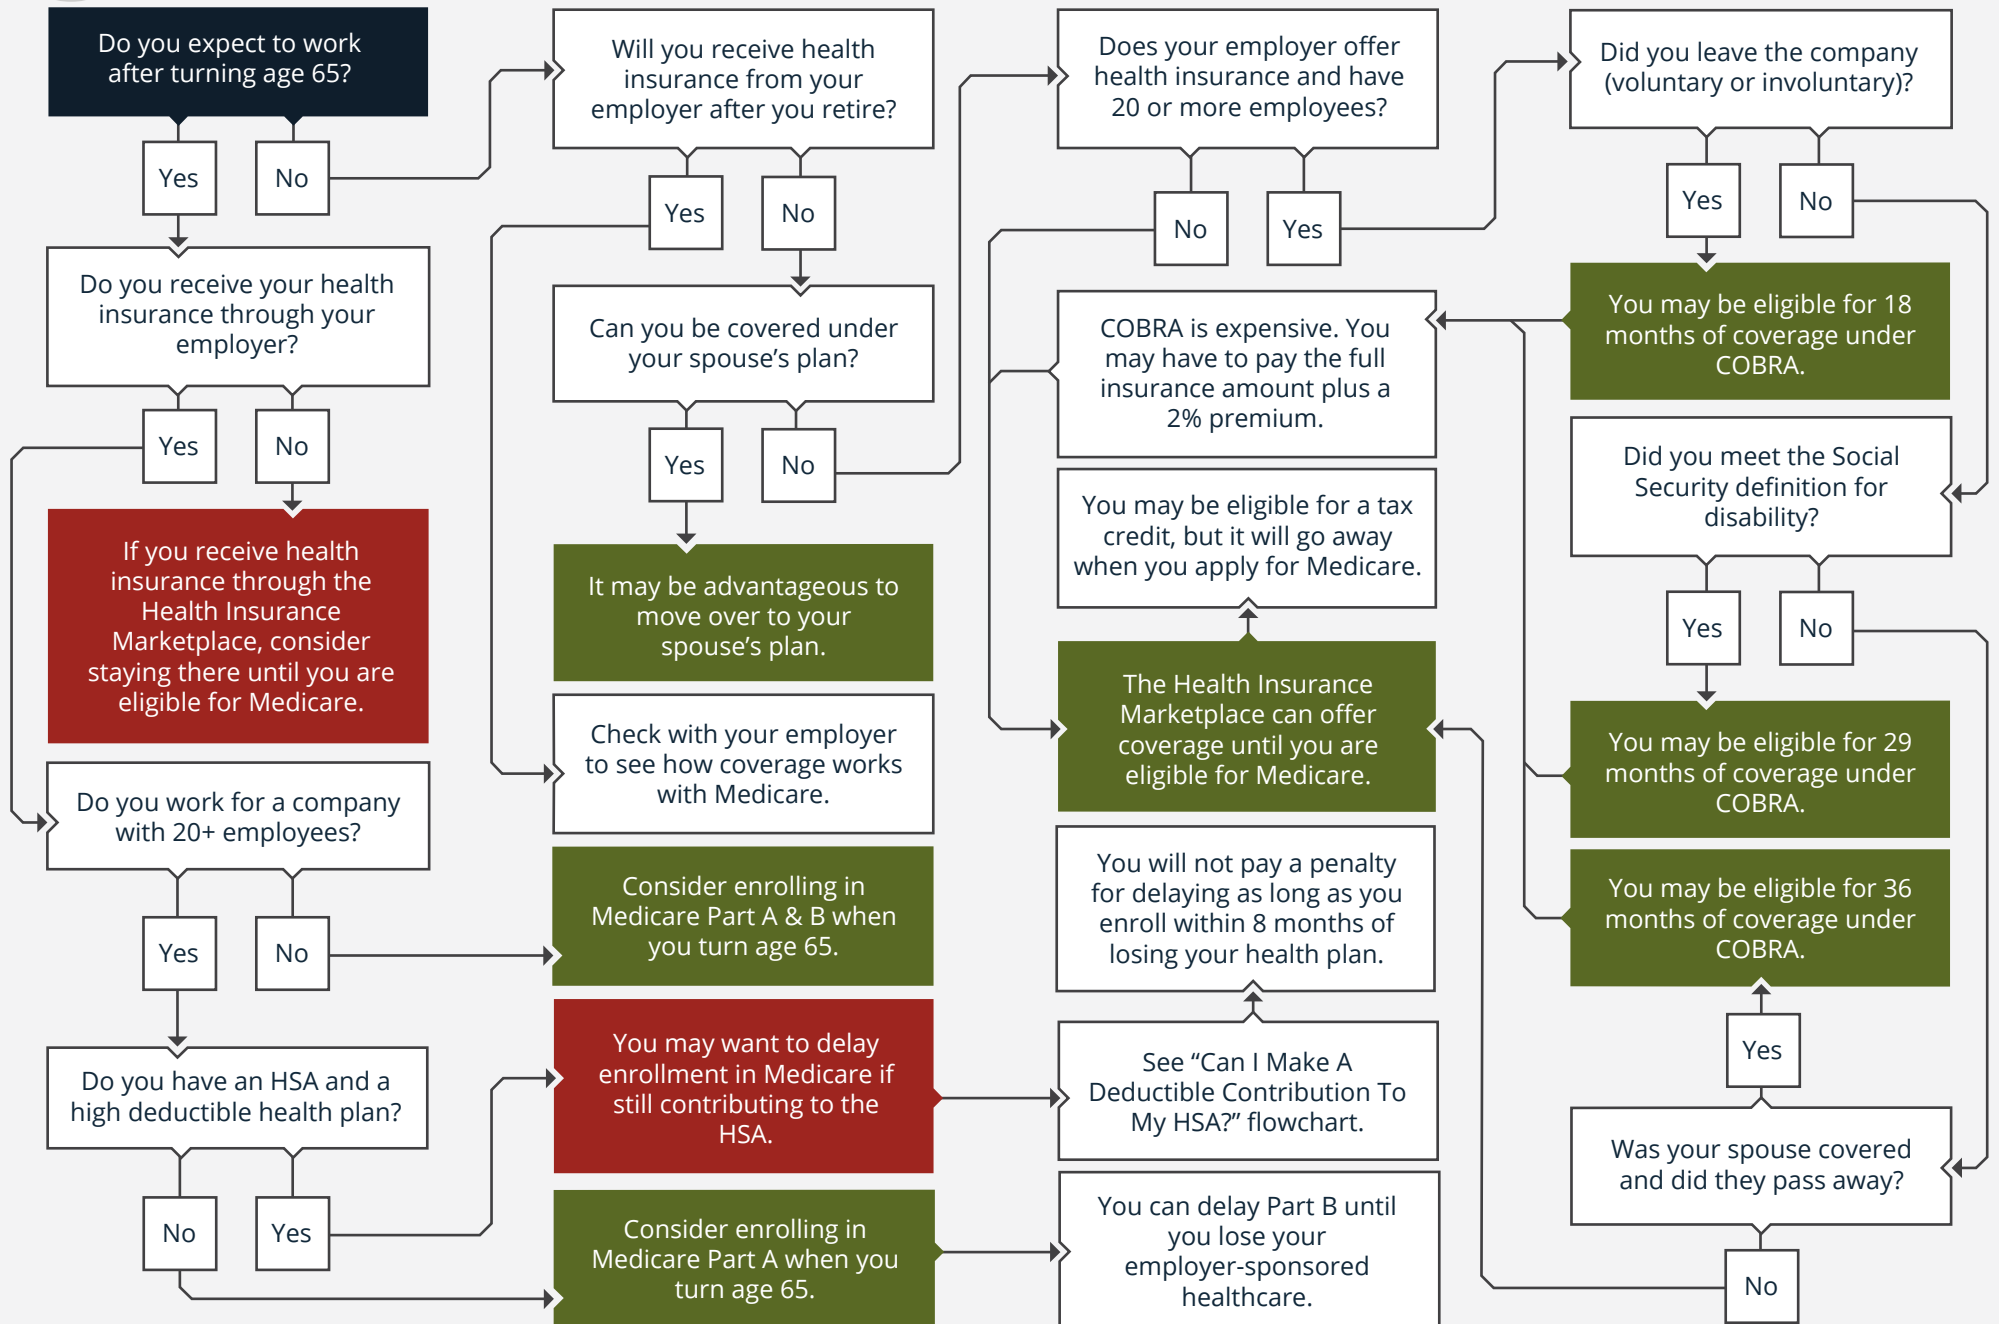 Do you expect to work
after turning age 65?
Yes
No
Do you receive your health
insurance through your
employer?
Yes
No
If you receive health
insurance through the
Health Insurance
Marketplace, consider
staying there until you are
eligible for Medicare.
Do you work for a company
with 20+ employees?
Yes
No
Do you have an HSA and a
high deductible health plan?
No
Yes
Will you receive health
insurance from your
employer after you retire?
Yes
No
Can you be covered under
your spouse’s plan?
Yes
No
It may be advantageous to
move over to your
spouse’s plan.
Check with your employer
to see how coverage works
with Medicare.
Consider enrolling in
Medicare Part A & B when
you turn age 65.
You may want to delay
enrollment in Medicare if
still contributing to the
HSA.
Consider enrolling in
Medicare Part A when you
turn age 65.
Does your employer offer
health insurance and have
20 or more employees?
No
Yes
COBRA is expensive. You
may have to pay the full
insurance amount plus a
2% premium.
You may be eligible for a tax
credit, but it will go away
when you apply for Medicare.
The Health Insurance
Marketplace can offer
coverage until you are
eligible for Medicare.
You will not pay a penalty
for delaying as long as you
enroll within 8 months of
losing your health plan.
See “Can I Make A
Deductible Contribution To
My HSA?” flowchart.
You can delay Part B until
you lose your
employer-sponsored
healthcare.
Did you leave the company
(voluntary or involuntary)?
Yes
No
You may be eligible for 18
months of coverage under
COBRA.
Did you meet the Social
Security definition for
disability?
Yes
No
You may be eligible for 29
months of coverage under
COBRA.
You may be eligible for 36
months of coverage under
COBRA.
Yes
Was your spouse covered
and did they pass away?
No